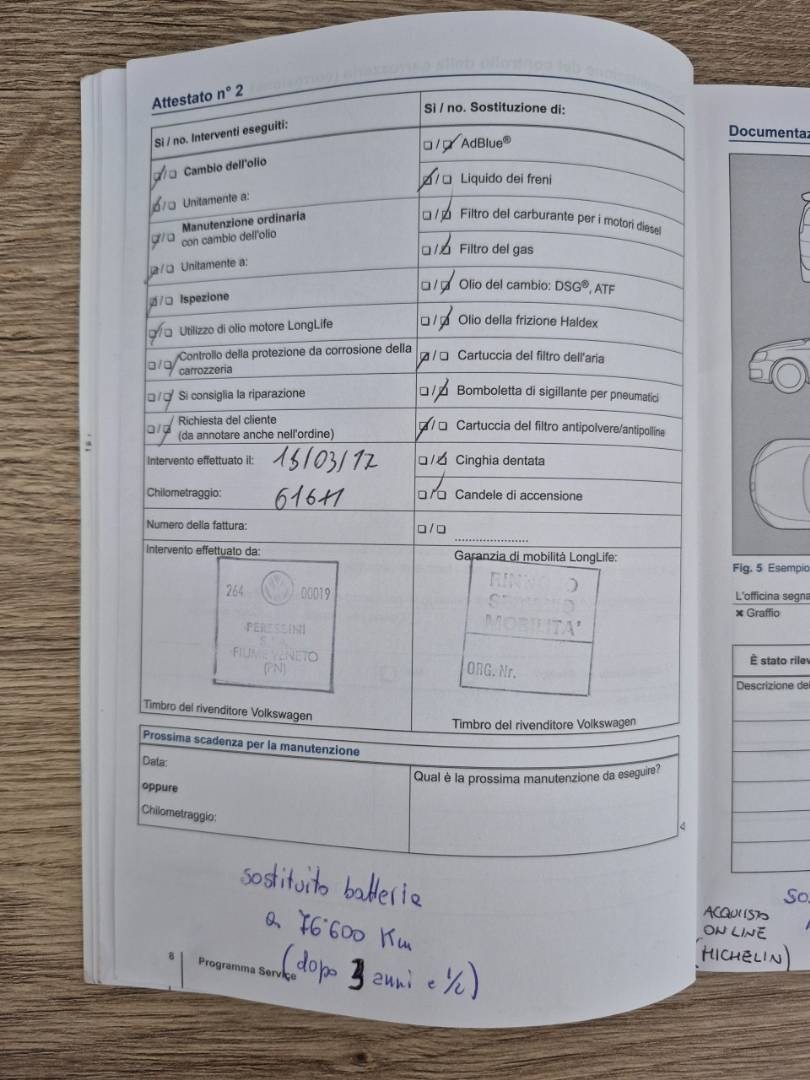 Attestato n° 2
Si / no. Interventi eseguiti:
☑ / ☐ Cambio dell'olio
☑ / ☐ Unitamente a:
☑ / ☐ Manutenzione ordinaria
con cambio dell'olio
☑ / ☐ Unitamente a:
☑ / ☐ Ispezione
☑ / ☐ Utilizzo di olio motore LongLife
☐ / ☑ Controllo della protezione da corrosione della
carrozzeria
☐ / ☑ Si consiglia la riparazione
☐ / ☑ Richiesta del cliente
(da annotare anche nell'ordine)
Intervento effettuato il: 15/03/17
Chilometraggio:
Numero della fattura:
Intervento effettuato da:
264 00019
PERESSINI
FIUME VENETO
(PN)
Timbro del rivenditore Volkswagen
Si / no. Sostituzione di:
☐ / ☑ AdBlue®
☑ / ☐ Liquido dei freni
☐ / ☑ Filtro del carburante per i motori diesel
☐ / ☑ Filtro del gas
☐ / ☑ Olio del cambio: DSG®, ATF
☐ / ☑ Olio della frizione Haldex
☑ / ☐ Cartuccia del filtro dell'aria
☐ / ☑ Bomboletta di sigillante per pneumatici
☑ / ☐ Cartuccia del filtro antipolvere/antipolline
☐ / ☑ Cinghia dentata
☐ / ☑ Candele di accensione
☐ / ☐ ....................
Garanzia di mobilità LongLife:
MOBILITA'
ORG. Nr.
Timbro del rivenditore Volkswagen
Prossima scadenza per la manutenzione
Data:
oppure
Chilometraggio:
Qual è la prossima manutenzione da eseguire?
sostituito batteria
a 76'600 Km
(dopo 3 anni e 1/2)
8 Programma Service
Fig. 5 Esempio
L'officina segna
× Graffio
È stato
ACQUISTO
ON LINE
(MICHELIN)